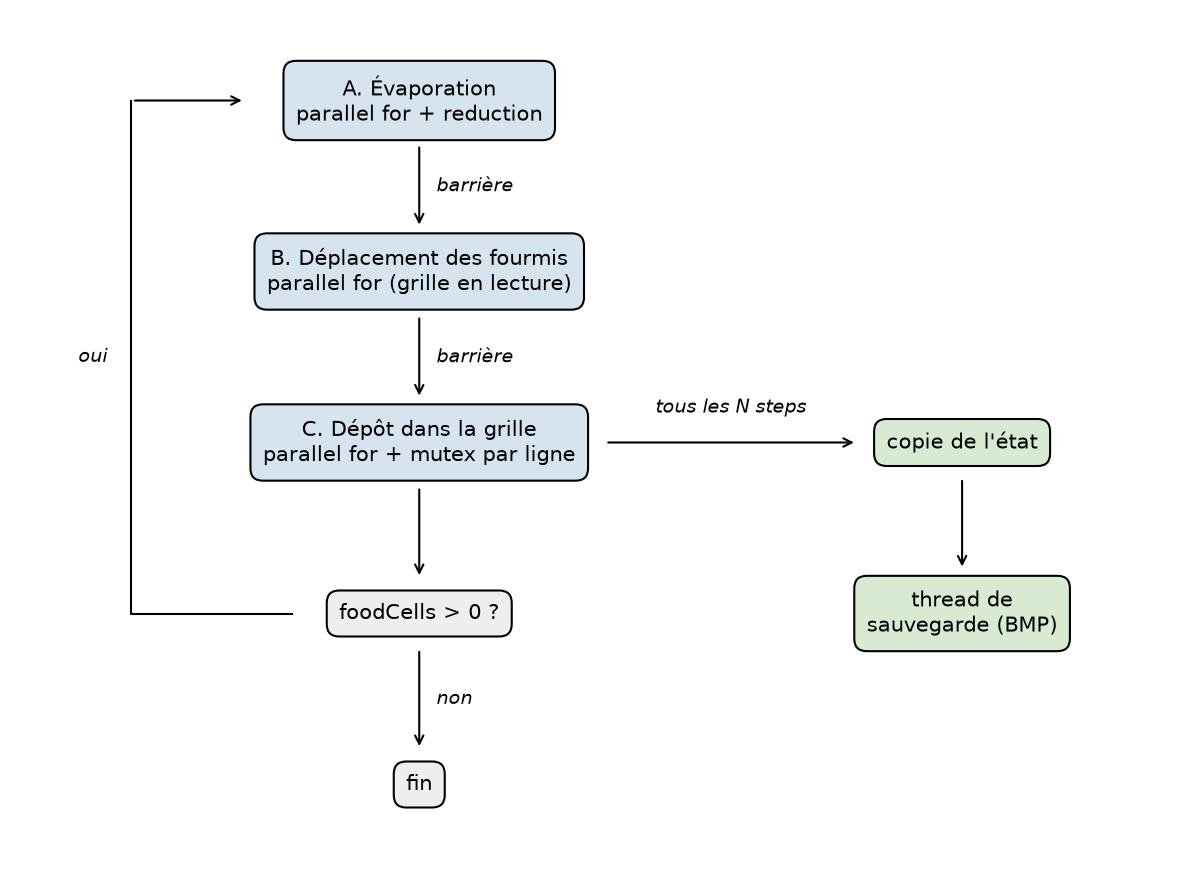 A. Évaporation
parallel for + reduction
barrière
B. Déplacement des fourmis
parallel for (grille en lecture)
oui
barrière
C. Dépôt dans la grille
parallel for + mutex par ligne
tous les N steps
copie de l'état
foodCells > 0 ?
thread de
sauvegarde (BMP)
non
fin